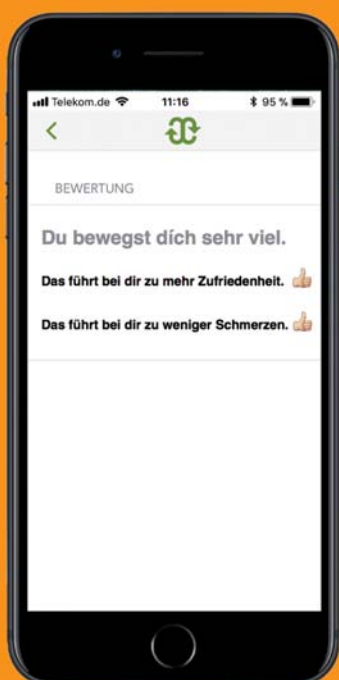 Telekom.de 11:16 95 %
BEWERTUNG
Du bewegst dích sehr viel.
Das führt bei dir zu mehr Zufriedenheit. 👍
Das führt bei dir zu weniger Schmerzen. 👍